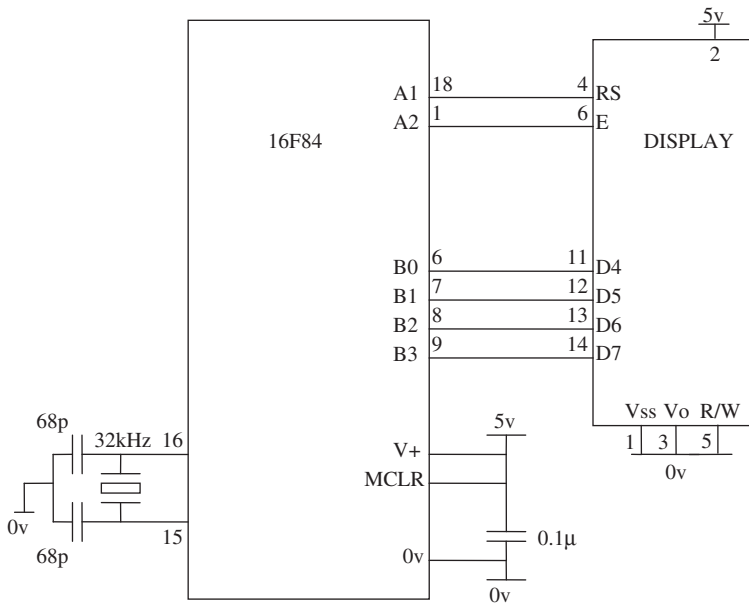 5v
2
A1 18 4 RS
A2 1 6 E
16F84 DISPLAY
B0 6 11 D4
B1 7 12 D5
B2 8 13 D6
B3 9 14 D7
Vss Vo R/W
1 3 5
0v
68p
32kHz 16
5v
V+
MCLR
0v
15
68p
0.1µ
0v
0v